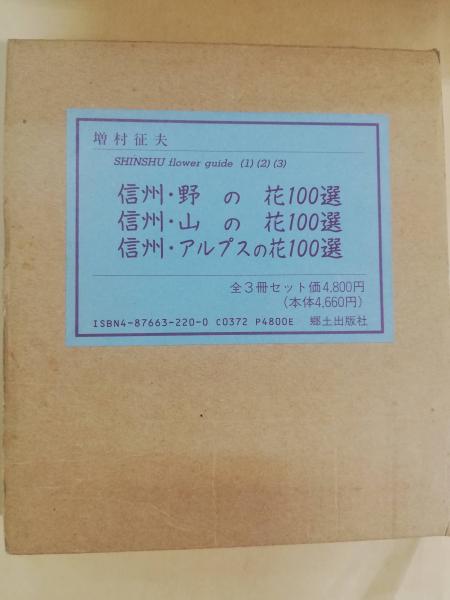 増村征夫
SHINSHU flower guide (1) (2) (3)
信州・野の花100選
信州・山の花100選
信州・アルプスの花100選
全3冊セット価4,800円
(本体4,660円)
ISBN4-87663-220-0 C0372 P4800E 郷土出版社